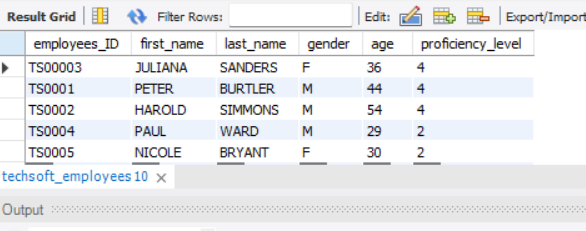 Result Grid Filter Rows: Edit: Export/Import
employees_ID first_name last_name gender age proficiency_level
TS00003 JULIANA SANDERS F 36 4
TS0001 PETER BURTLER M 44 4
TS0002 HAROLD SIMMONS M 54 4
TS0004 PAUL WARD M 29 2
TS0005 NICOLE BRYANT F 30 2
techsoft_employees 10
Output